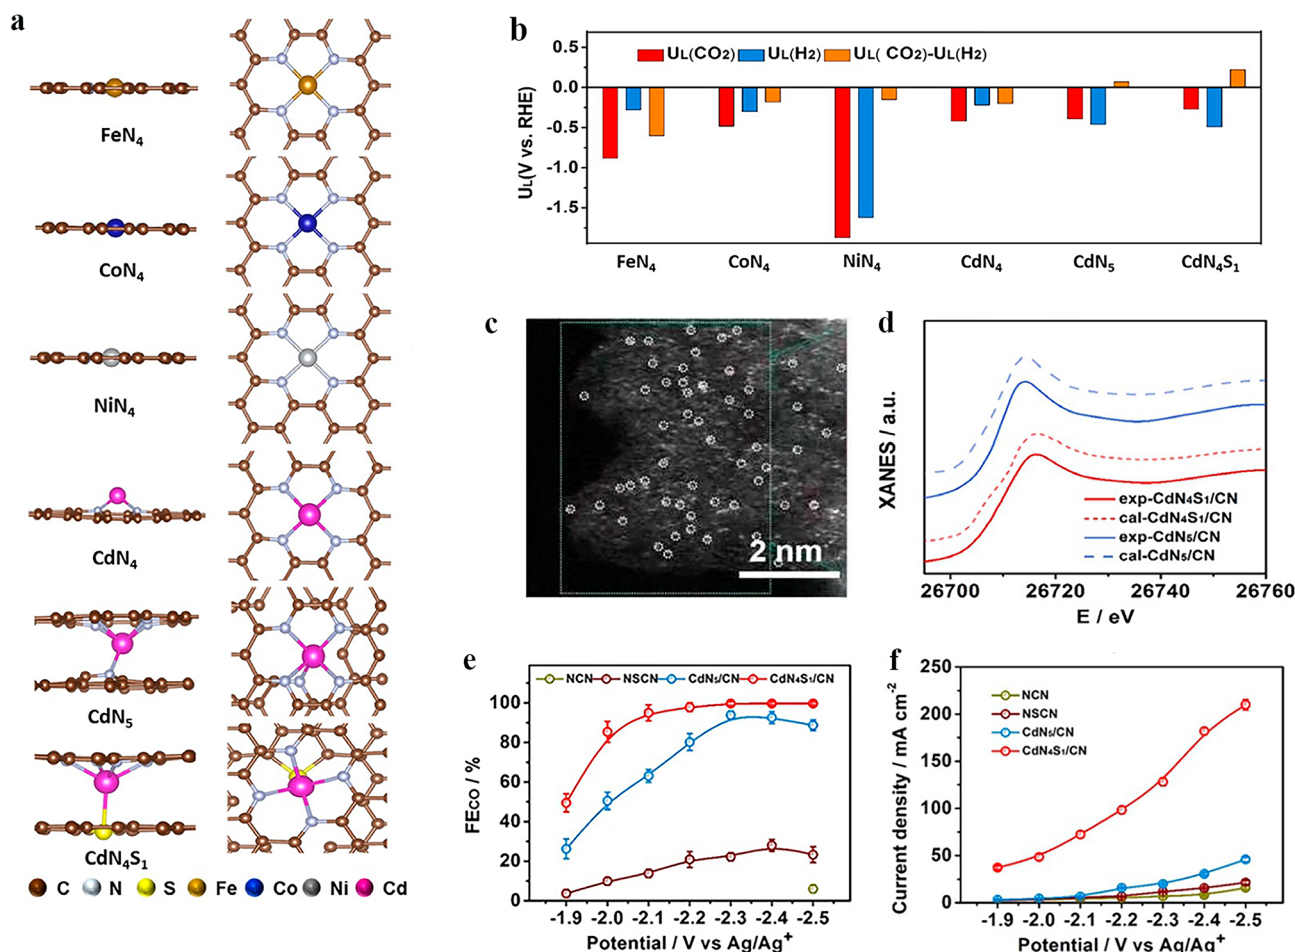 a
FeN₄
CoN₄
NiN₄
CdN₄
CdN₅
CdN₄S₁
C N S Fe Co Ni Cd
b
UL(V vs. RHE)
0.5
0.0
-0.5
-1.0
-1.5
UL(CO₂) UL(H₂) UL( CO₂)-UL(H₂)
FeN₄ CoN₄ NiN₄ CdN₄ CdN₅ CdN₄S₁
c
2 nm
d
XANES / a.u.
exp-CdN₄S₁/CN
cal-CdN₄S₁/CN
exp-CdN₅/CN
cal-CdN₅/CN
26700 26720 26740 26760
E / eV
e
FECO / %
NCN NSCN CdN₅/CN CdN₄S₁/CN
100
80
60
40
20
0
-1.9 -2.0 -2.1 -2.2 -2.3 -2.4 -2.5
Potential / V vs Ag/Ag⁺
f
Current density / mA cm⁻²
250
200
150
100
50
0
NCN
NSCN
CdN₅/CN
CdN₄S₁/CN
-1.9 -2.0 -2.1 -2.2 -2.3 -2.4 -2.5
Potential / V vs Ag/Ag⁺